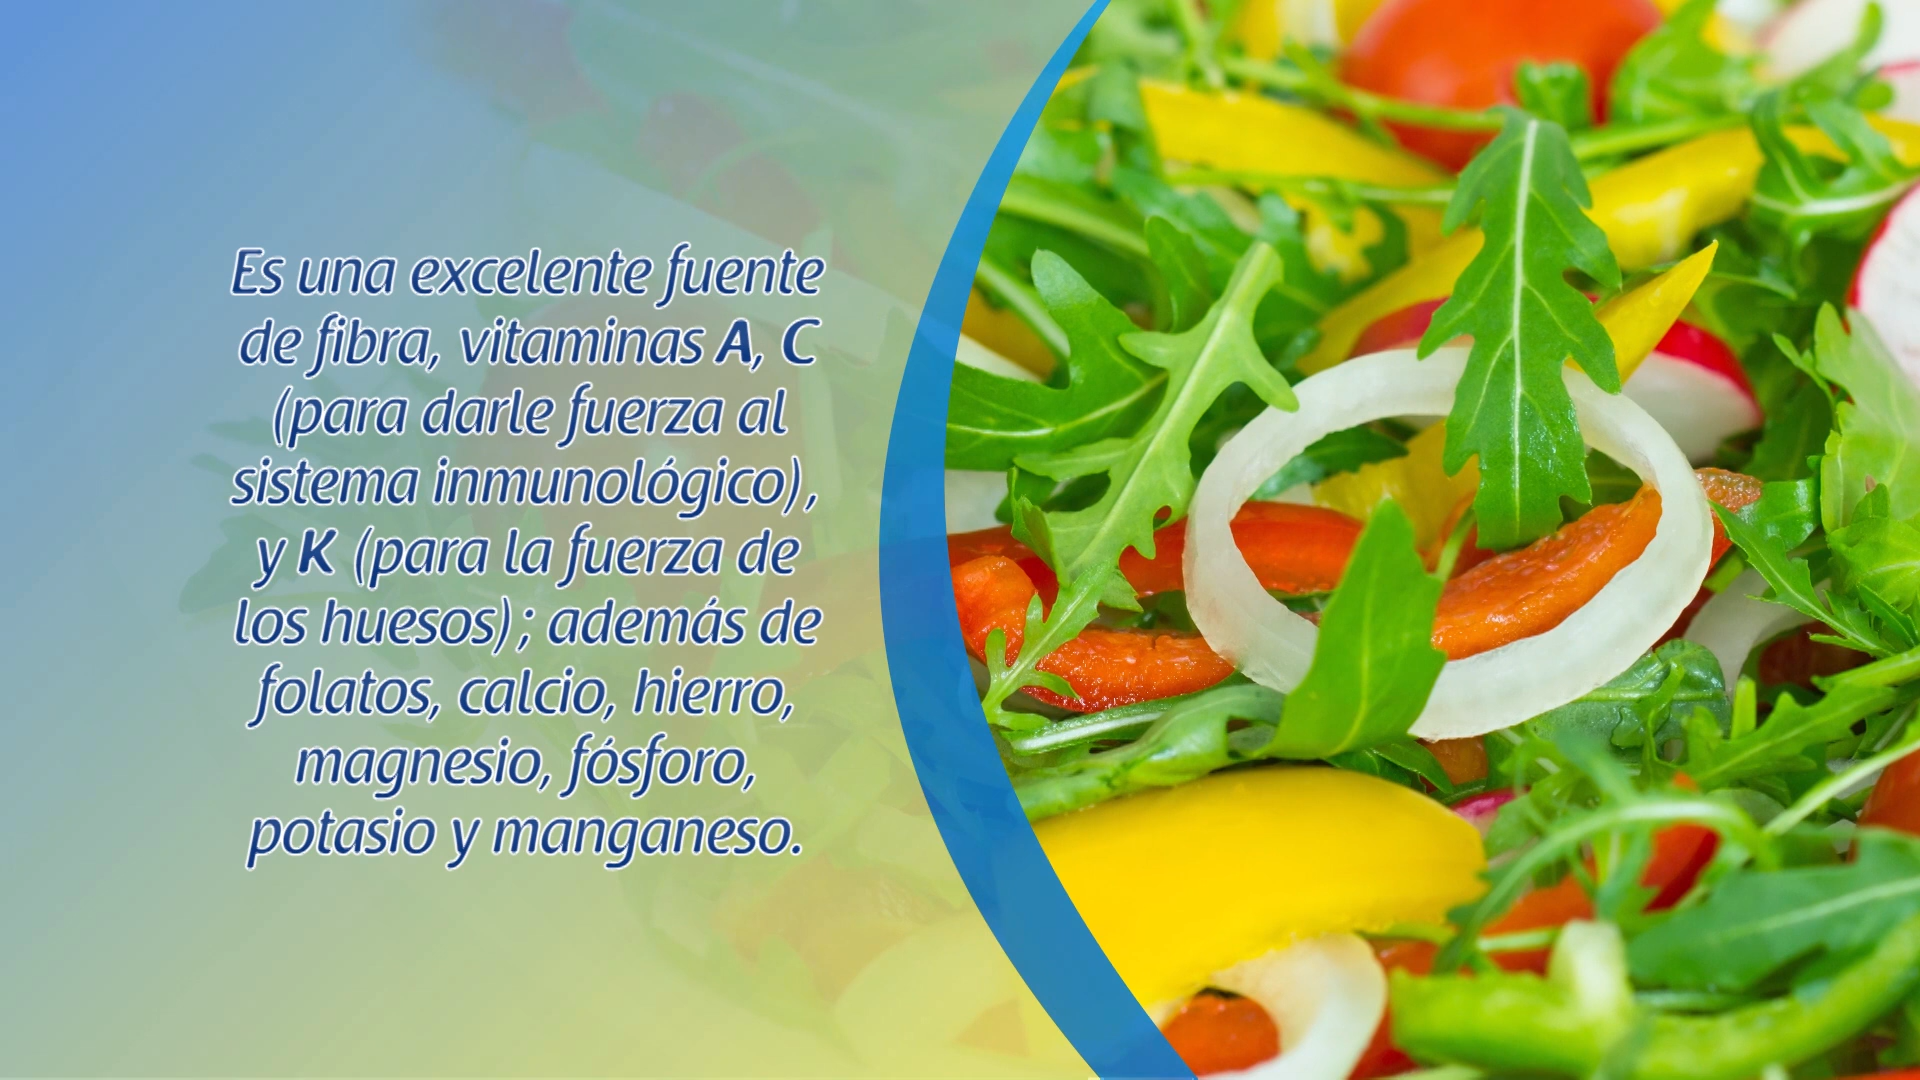 Es una excelente fuente
de fibra, vitaminas A, C
(para darle fuerza al
sistema inmunológico),
y K (para la fuerza de
los huesos); además de
folatos, calcio, hierro,
magnesio, fósforo,
potasio y manganeso.